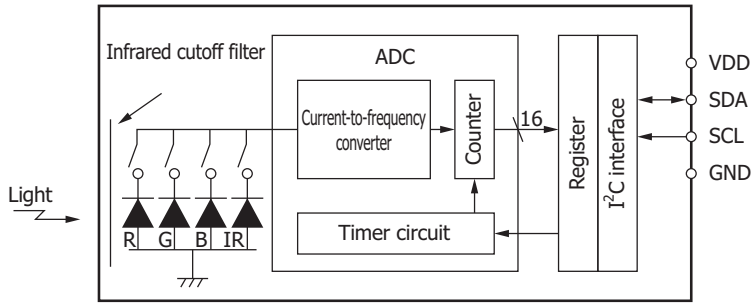 Infrared cutoff filter
ADC
Current-to-frequency
converter
Counter
16
Register
I²C interface
VDD
SDA
SCL
GND
Light
R G B IR
Timer circuit